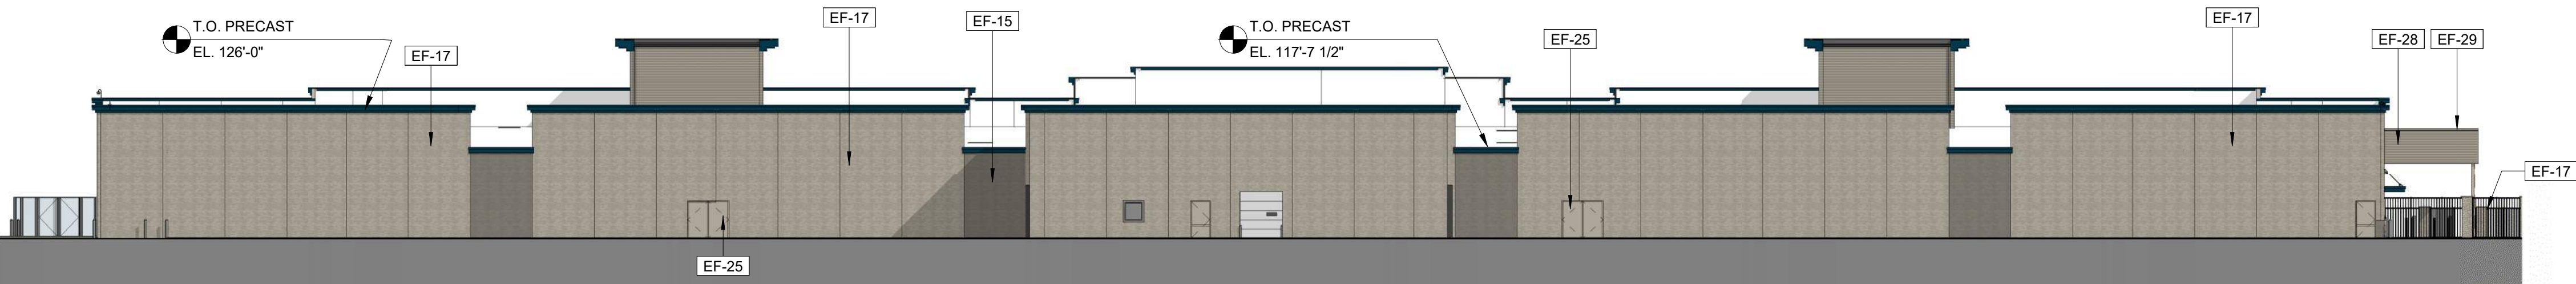 T.O. PRECAST
EL. 126'-0"
EF-17
EF-17
EF-15
T.O. PRECAST
EL. 117'-7 1/2"
EF-25
EF-17
EF-28
EF-29
EF-17
EF-25